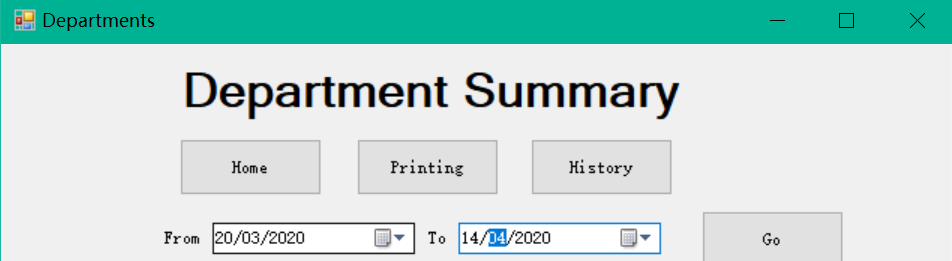 Departments
Department Summary
Home Printing History
From 20/03/2020 To 14/04/2020 Go